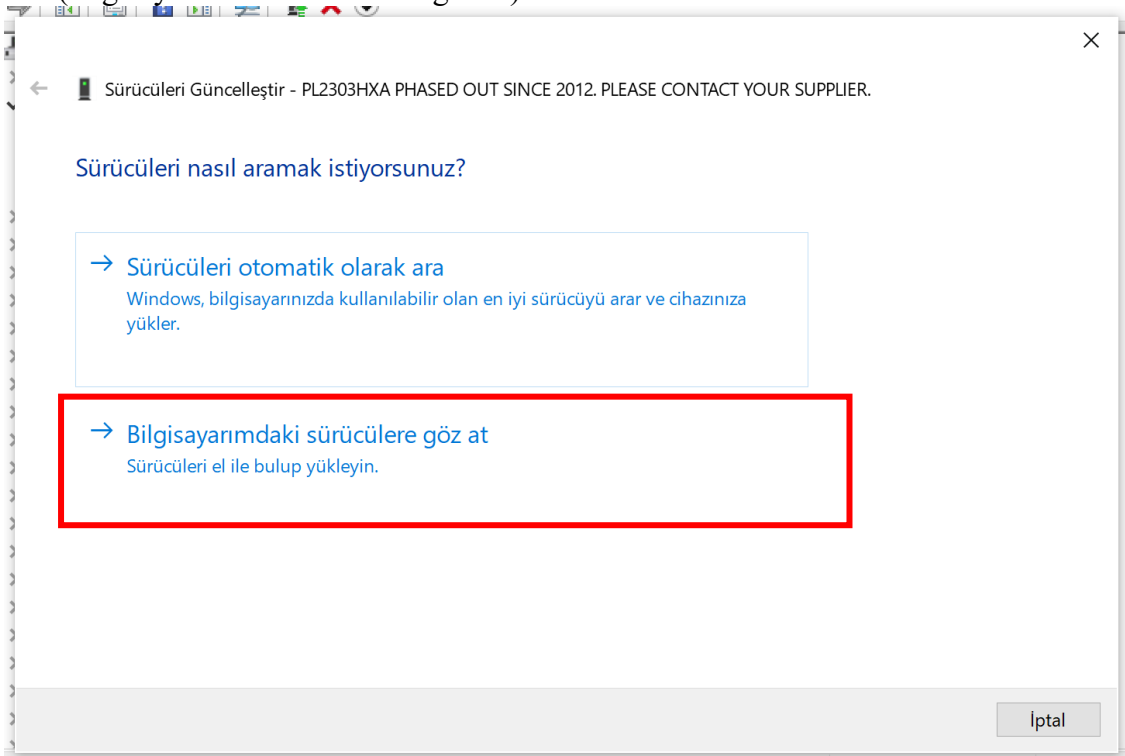 Sürücüleri Güncelleştir - PL2303HXA PHASED OUT SINCE 2012. PLEASE CONTACT YOUR SUPPLIER.
Sürücüleri nasıl aramak istiyorsunuz?
Sürücüleri otomatik olarak ara
Windows, bilgisayarınızda kullanılabilir olan en iyi sürücüyü arar ve cihazınıza
yükler.
Bilgisayarımdaki sürücülere göz at
Sürücüleri el ile bulup yükleyin.
İptal